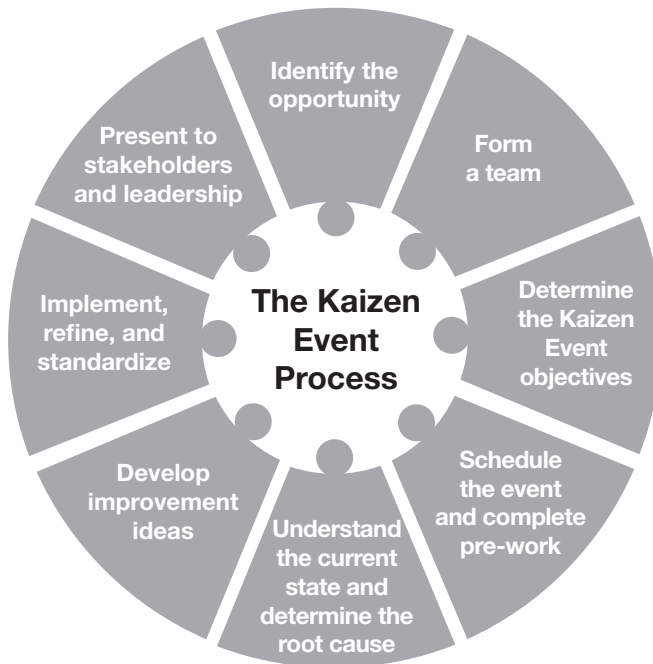 The Kaizen
Event
Process
Identify the
opportunity
Form
a team
Determine
the Kaizen
Event
objectives
Schedule
the event
and complete
pre-work
Understand
the current
state and
determine the
root cause
Develop
improvement
ideas
Implement,
refine, and
standardize
Present to
stakeholders
and leadership